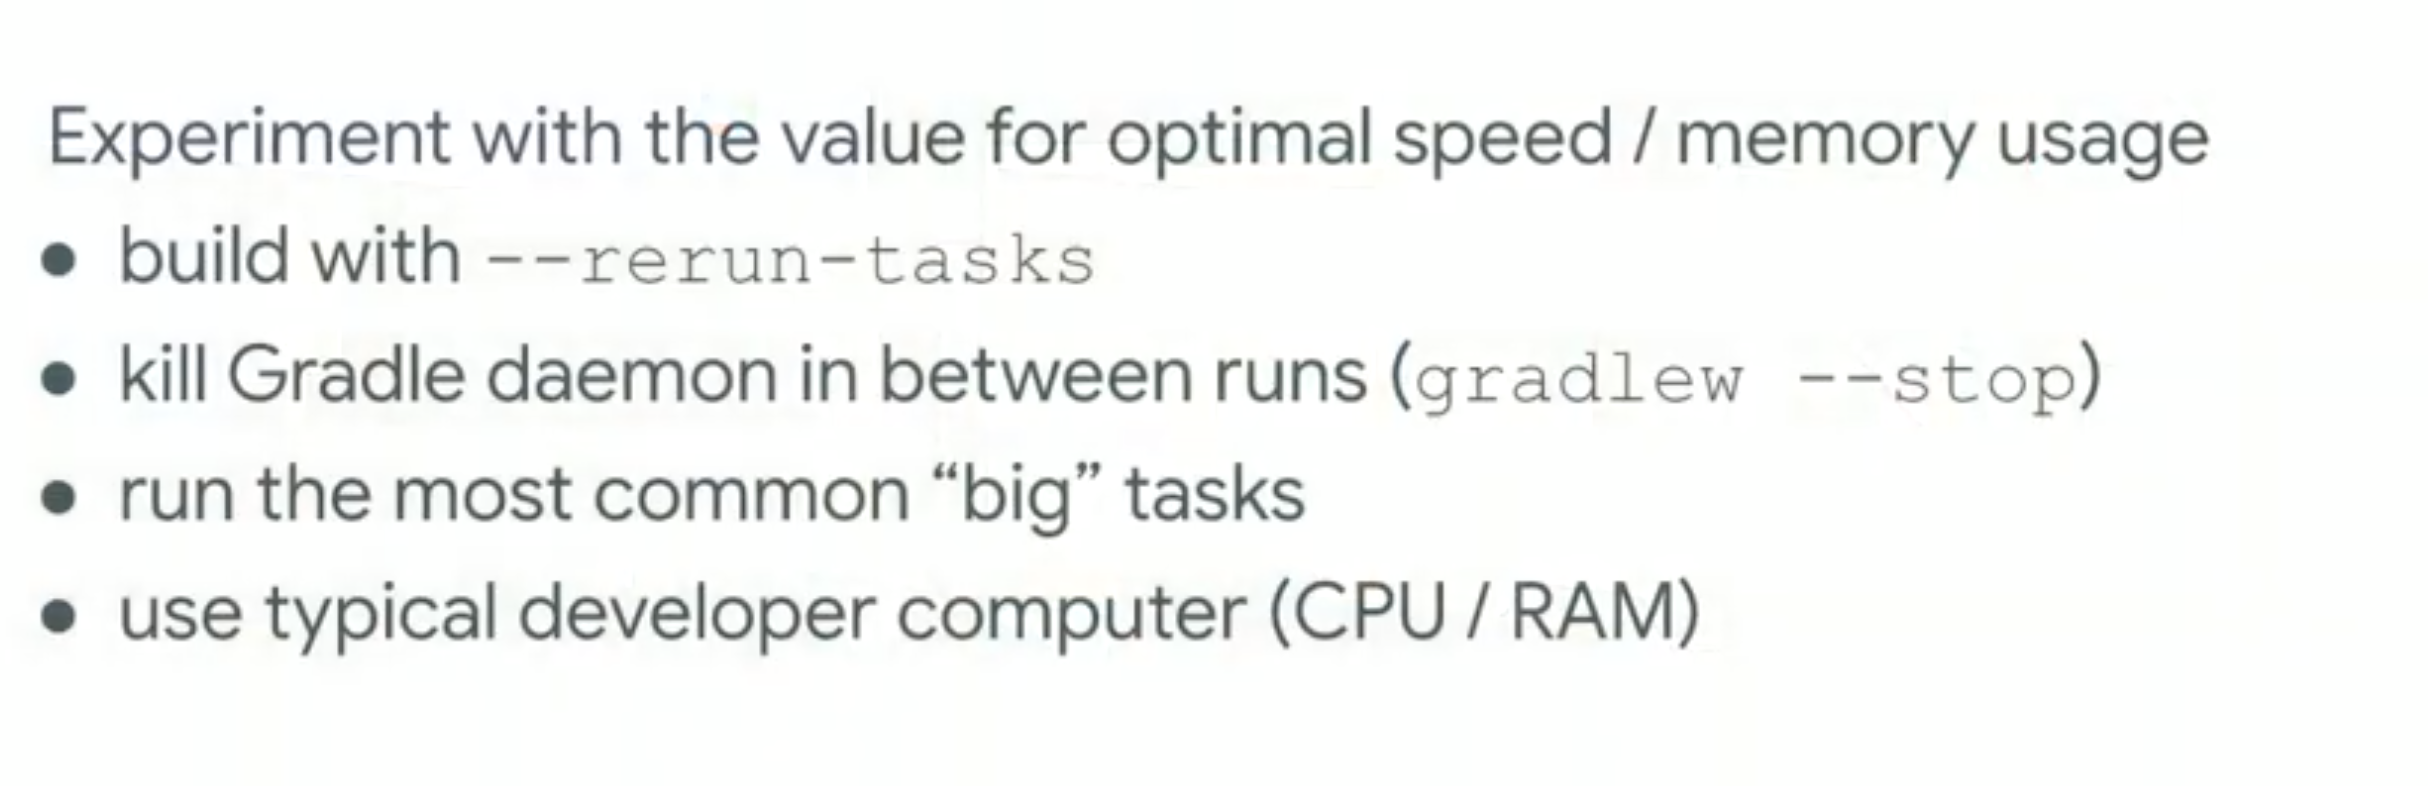 Experiment with the value for optimal speed / memory usage
● build with --rerun-tasks
● kill Gradle daemon in between runs (gradlew --stop)
● run the most common “big” tasks
● use typical developer computer (CPU / RAM)